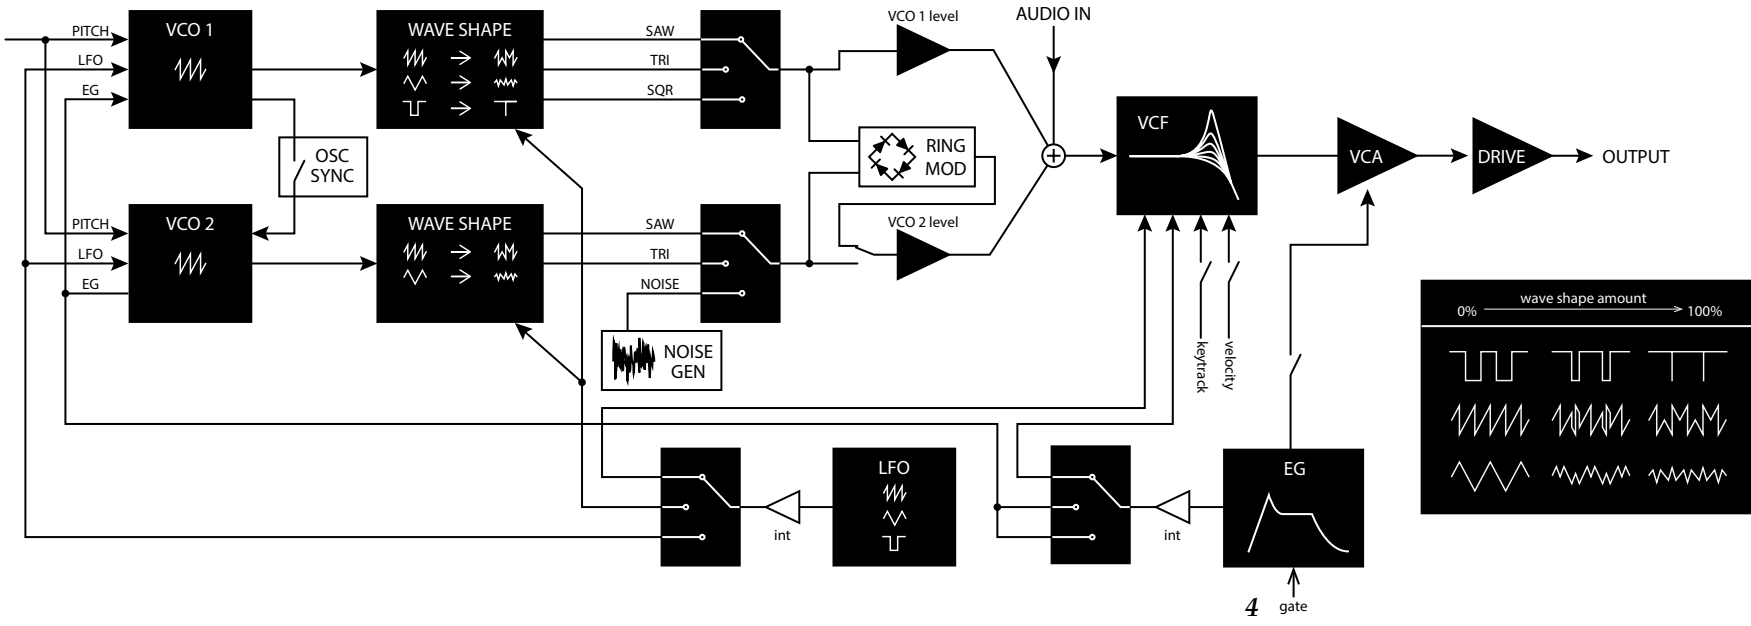 PITCH
LFO
EG
VCO 1
WAVE SHAPE
SAW
TRI
SQR
VCO 1 level
AUDIO IN
OSC
SYNC
RING
MOD
VCF
VCA
DRIVE
OUTPUT
PITCH
LFO
EG
VCO 2
WAVE SHAPE
SAW
TRI
NOISE
VCO 2 level
NOISE
GEN
keytrack
velocity
wave shape amount
0%
100%
LFO
int
EG
int
4
gate